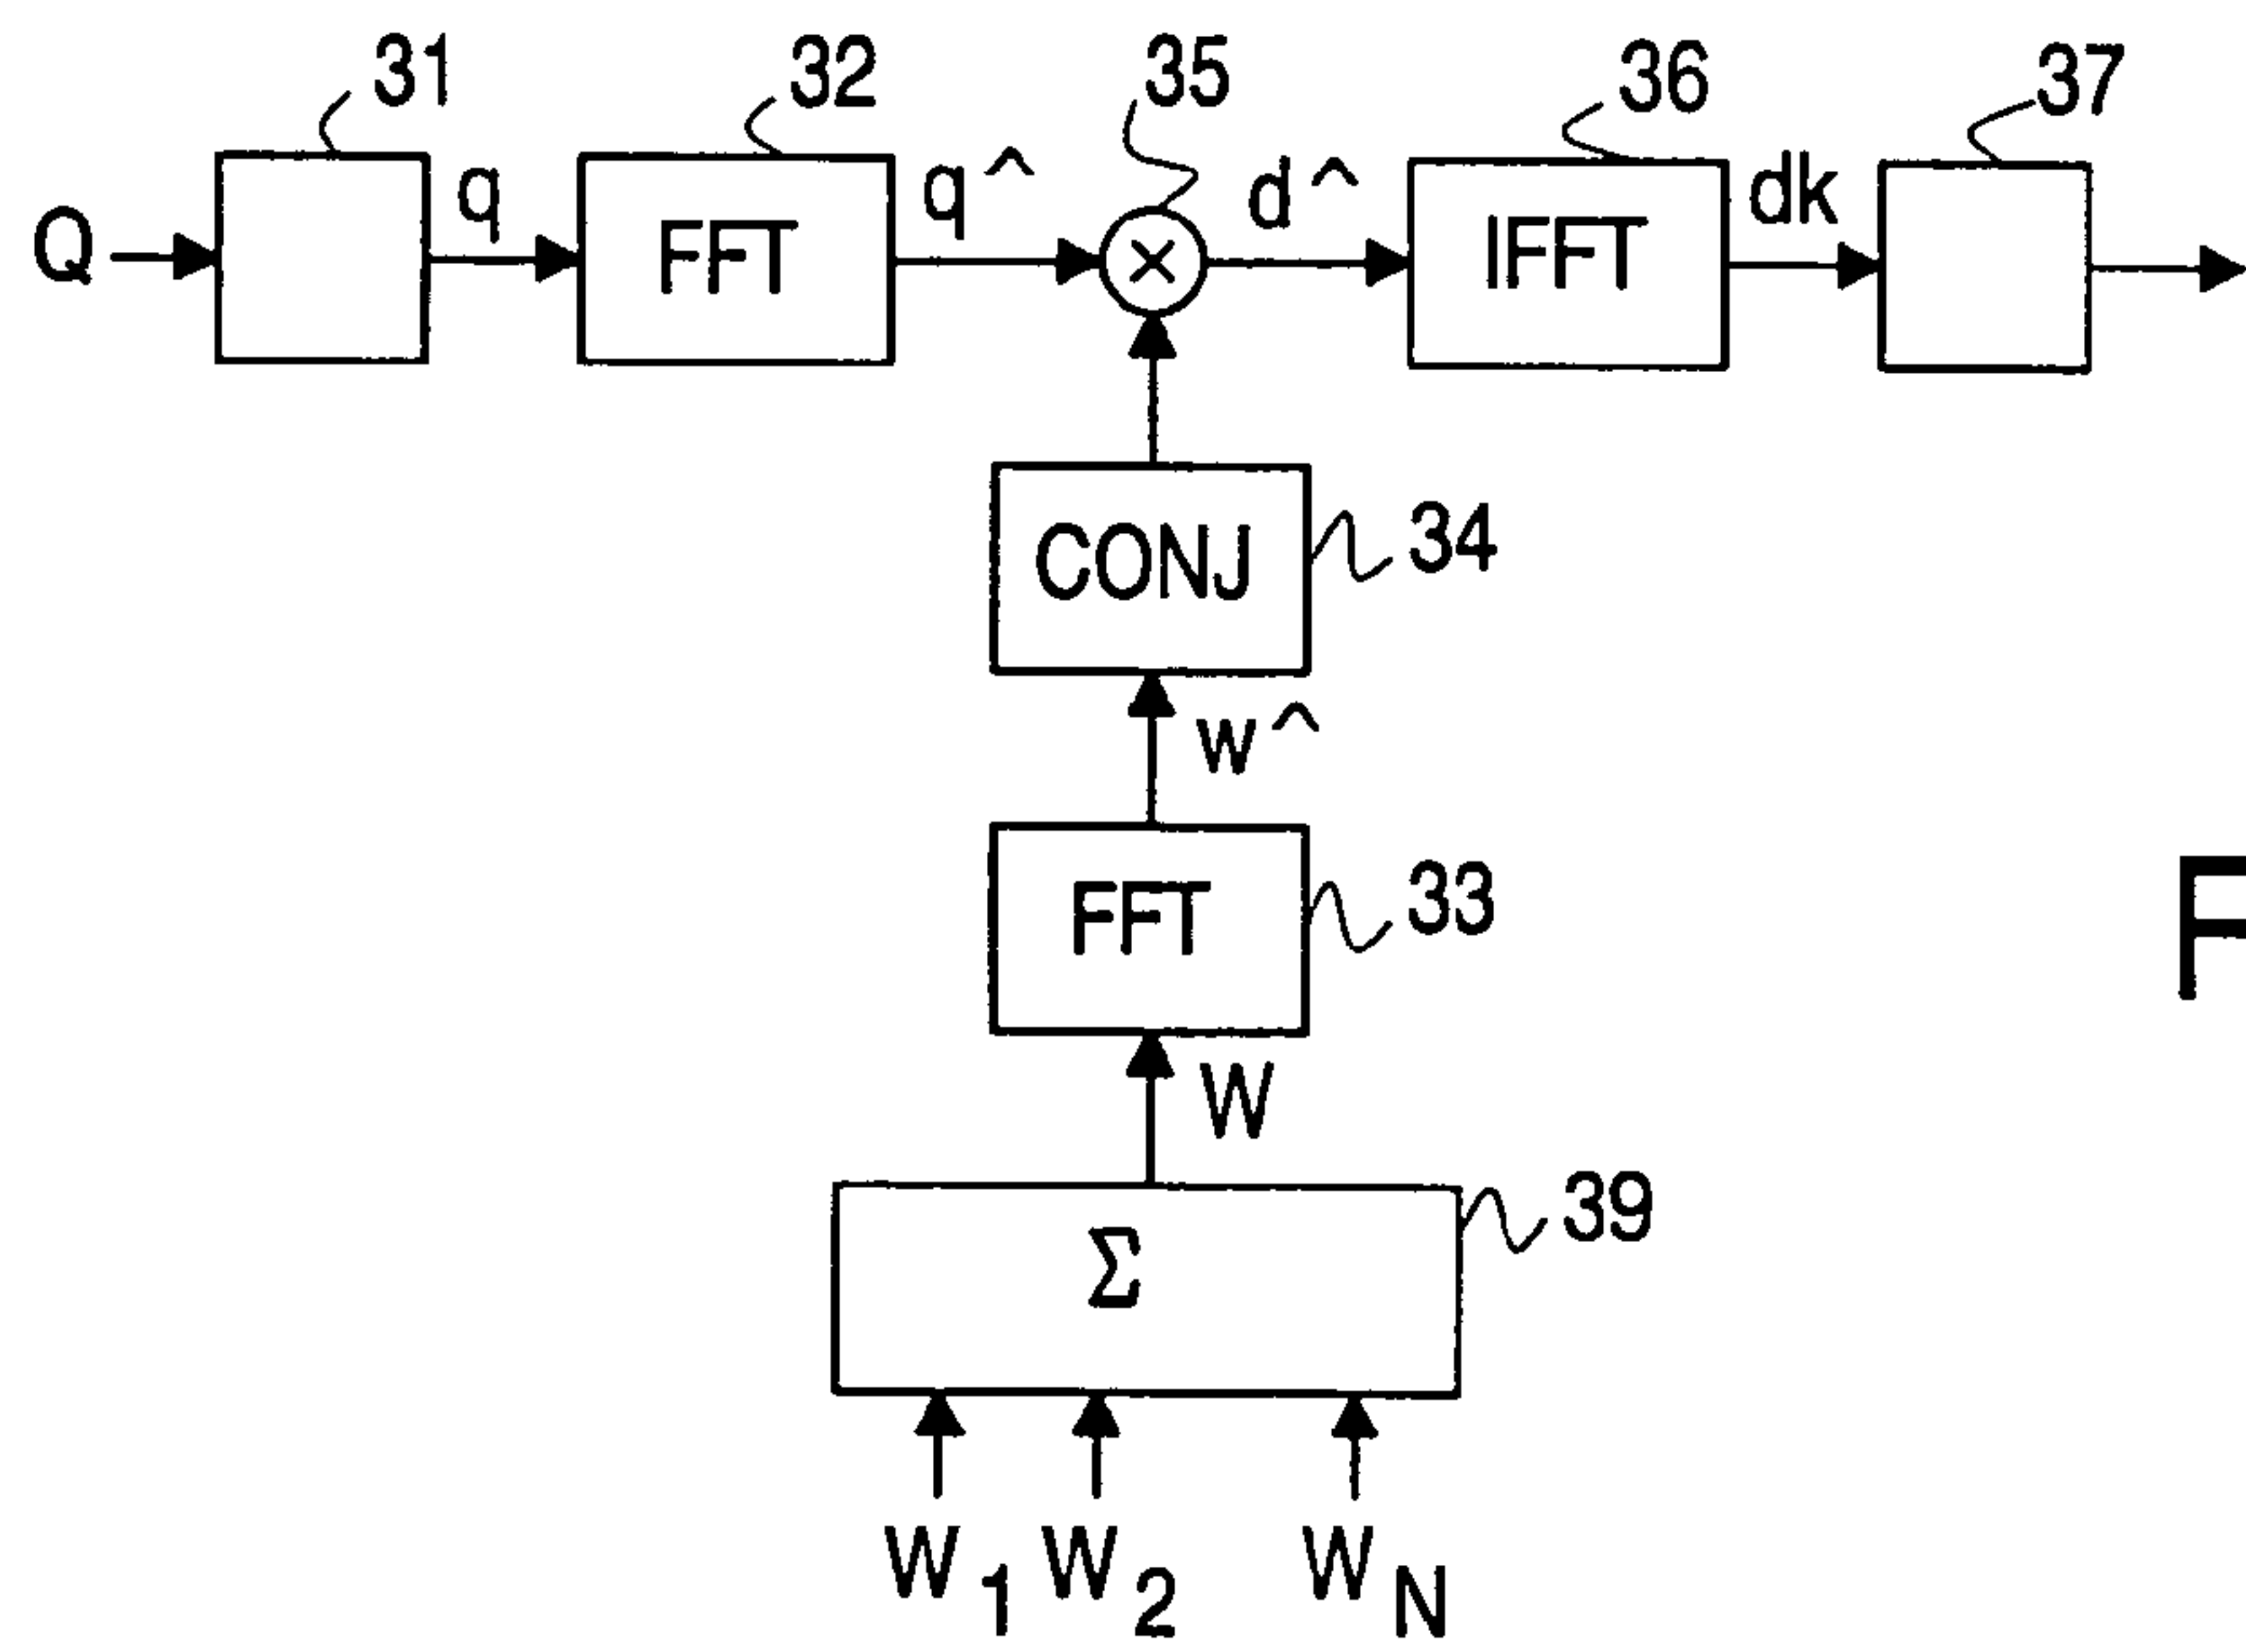 31 32 35 36 37
Q q FFT q^ d^ IFFT dk
CONJ 34
w^
FFT 33
F
W
39
Σ
W1 W2 WN